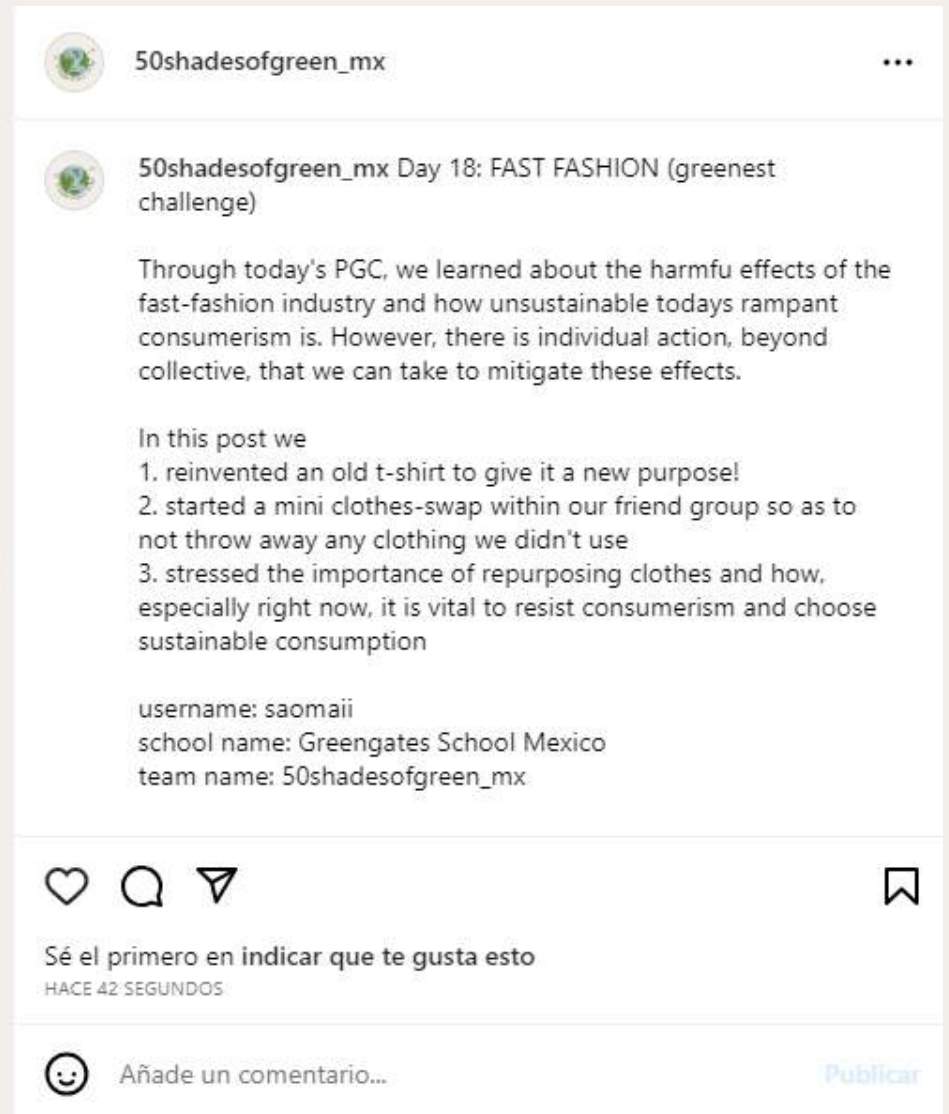 50shadesofgreen_mx
50shadesofgreen_mx Day 18: FAST FASHION (greenest
challenge)
Through today's PGC, we learned about the harmfu effects of the
fast-fashion industry and how unsustainable todays rampant
consumerism is. However, there is individual action, beyond
collective, that we can take to mitigate these effects.
In this post we
1. reinvented an old t-shirt to give it a new purpose!
2. started a mini clothes-swap within our friend group so as to
not throw away any clothing we didn't use
3. stressed the importance of repurposing clothes and how,
especially right now, it is vital to resist consumerism and choose
sustainable consumption
username: saomaii
school name: Greengates School Mexico
team name: 50shadesofgreen_mx
Sé el primero en indicar que te gusta esto
HACE 42 SEGUNDOS
Añade un comentario...
Publicar